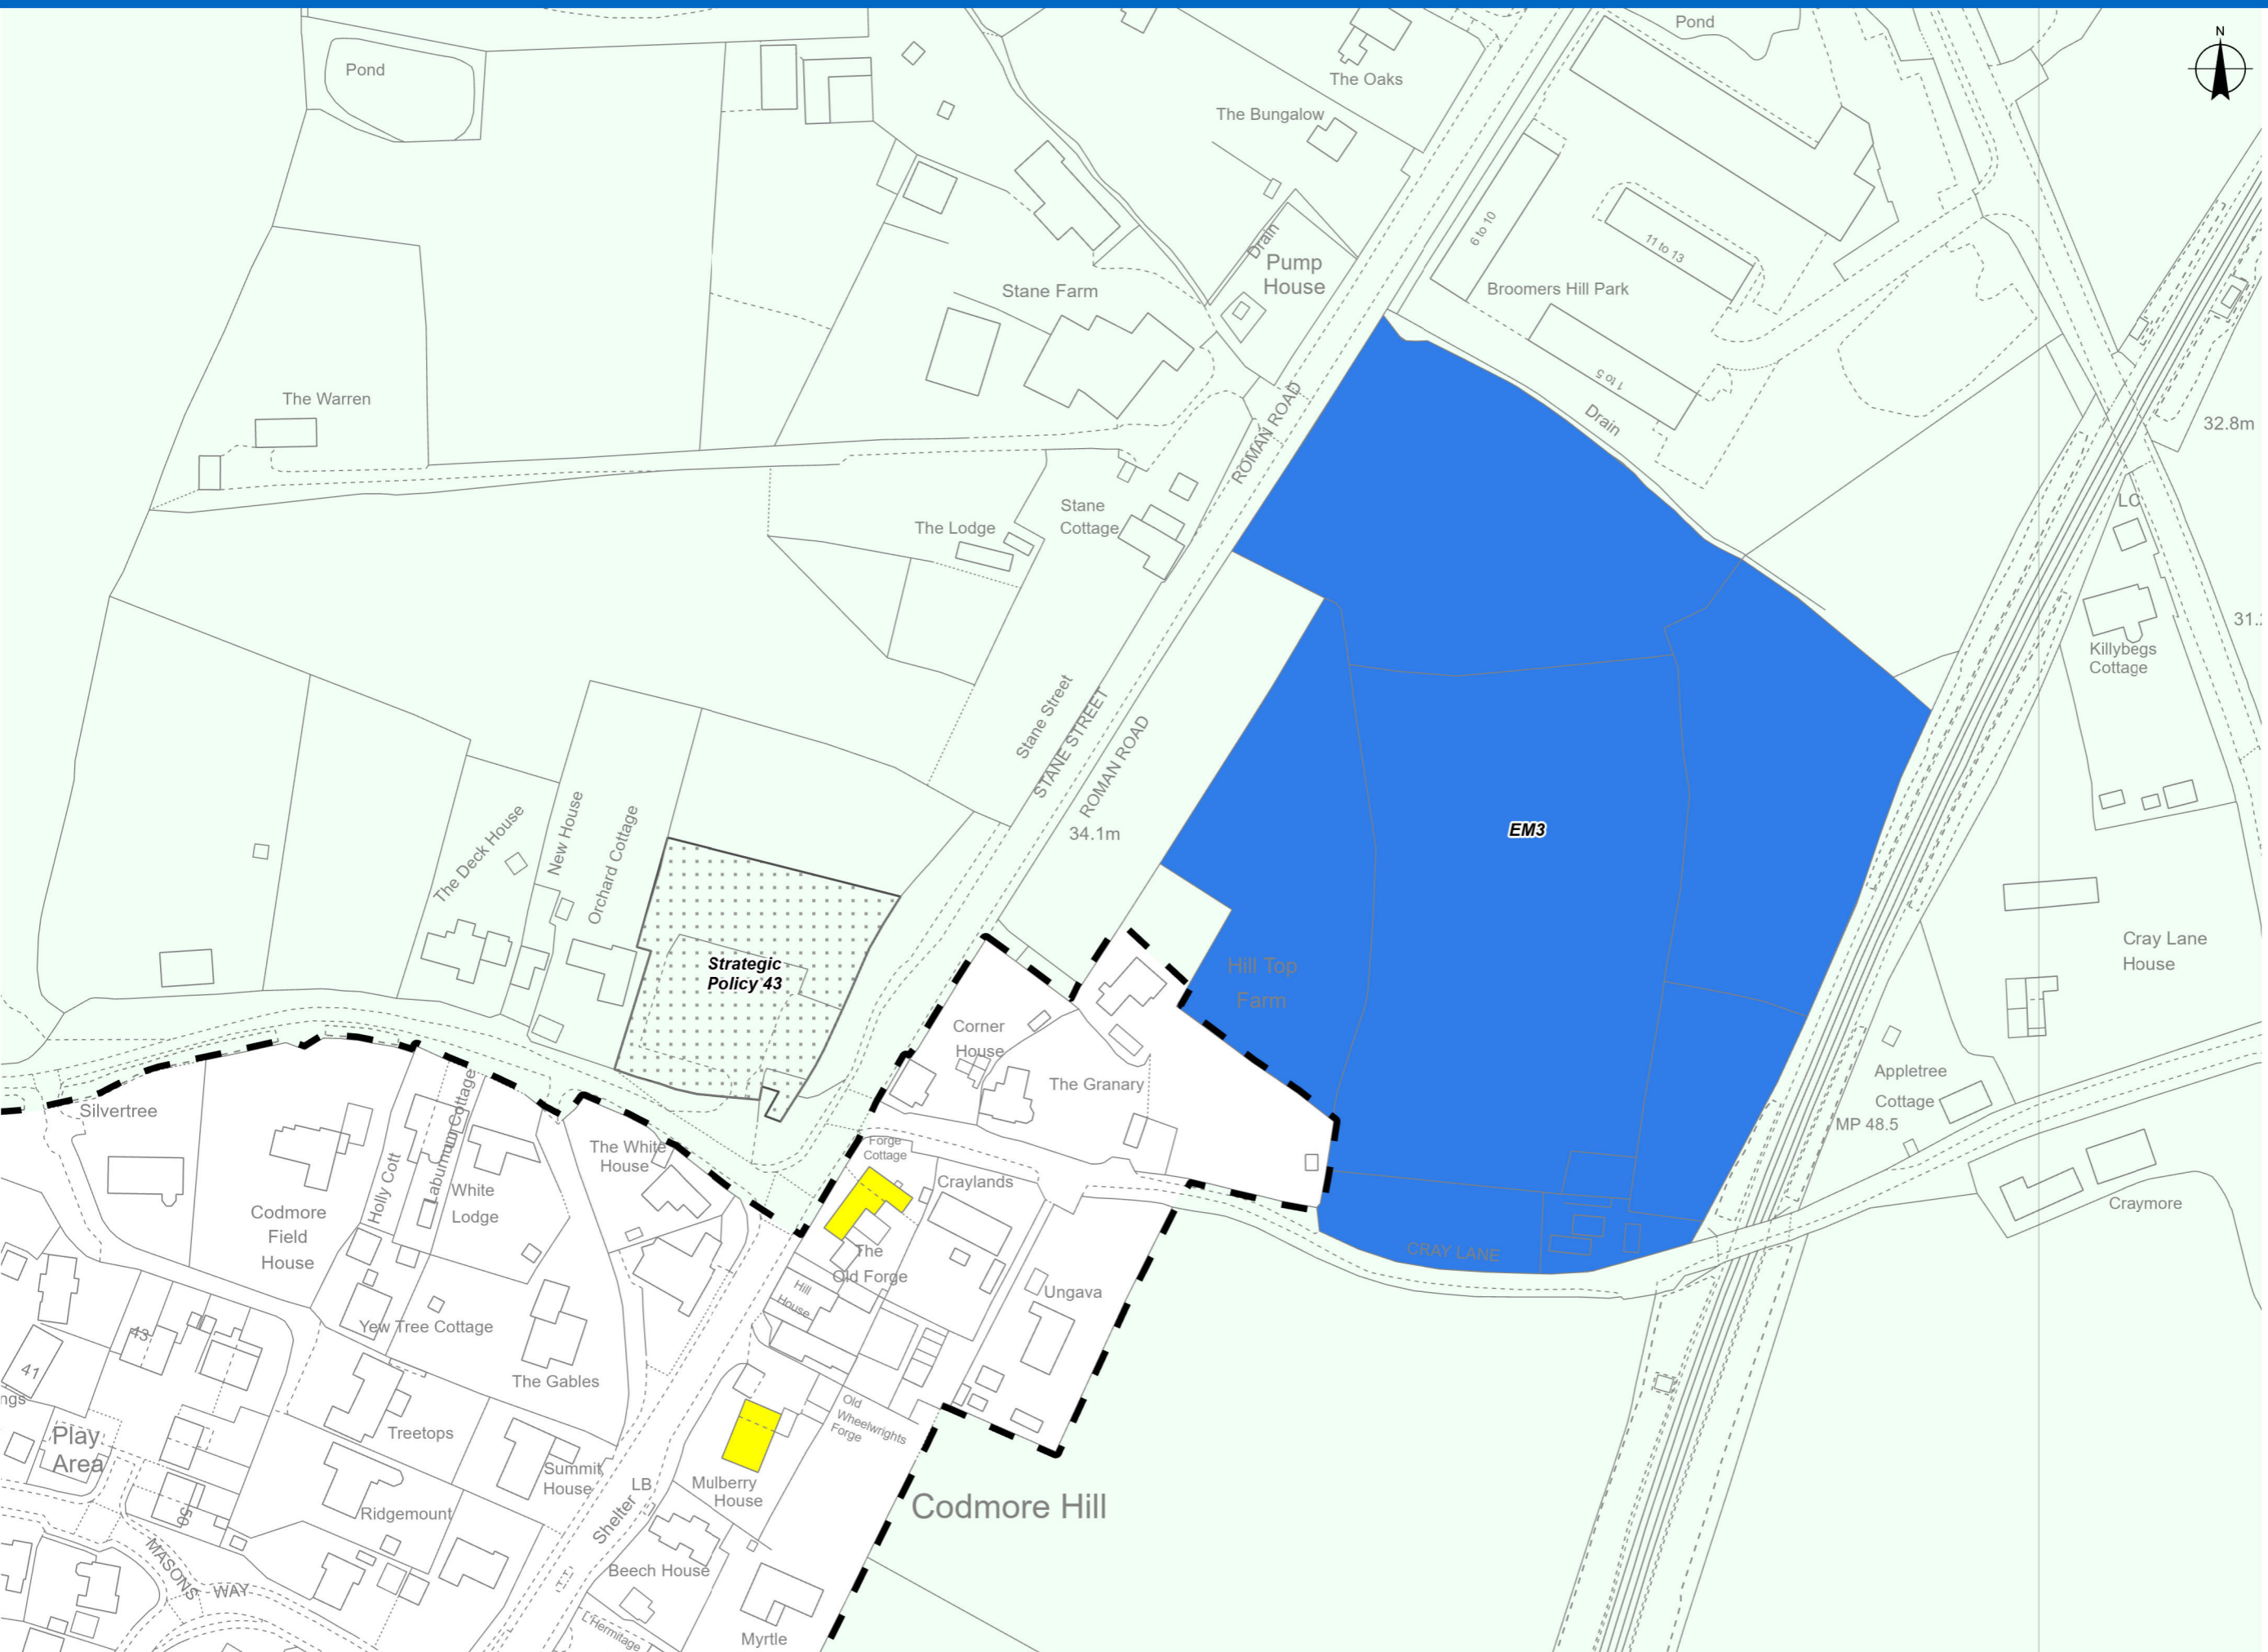 Pond
Pond
N
The Oaks
The Bungalow
6 to 10
11 to 13
Drain
Pump
House
Broomers Hill Park
Stane Farm
1 to 5
Drain
The Warren
ROMAN ROAD
32.8m
LC
Stane
Cottage
The Lodge
Killybegs
Cottage
Stane Street
STANE STREET
ROMAN ROAD
34.1m
EM3
The Deck House
New House
Orchard Cottage
Strategic
Policy 43
Hill Top
Farm
Cray Lane
House
Corner
House
The Granary
Appletree
Cottage
MP 48.5
Silvertree
Holly Cott
Laburnum Cottage
The White
House
Forge
Cottage
Craylands
White
Lodge
Codmore
Field
House
Craymore
CRAY LANE
The
Old Forge
Hill
House
Ungava
Yew Tree Cottage
43
41
ngs
The Gables
Old
Wheelwrights
Forge
Treetops
Play
Area
Summit
House
LB
Shelter
Mulberry
House
Codmore Hill
Ridgemount
50
MASONS
WAY
Beech House
Hermitage
Myrtle